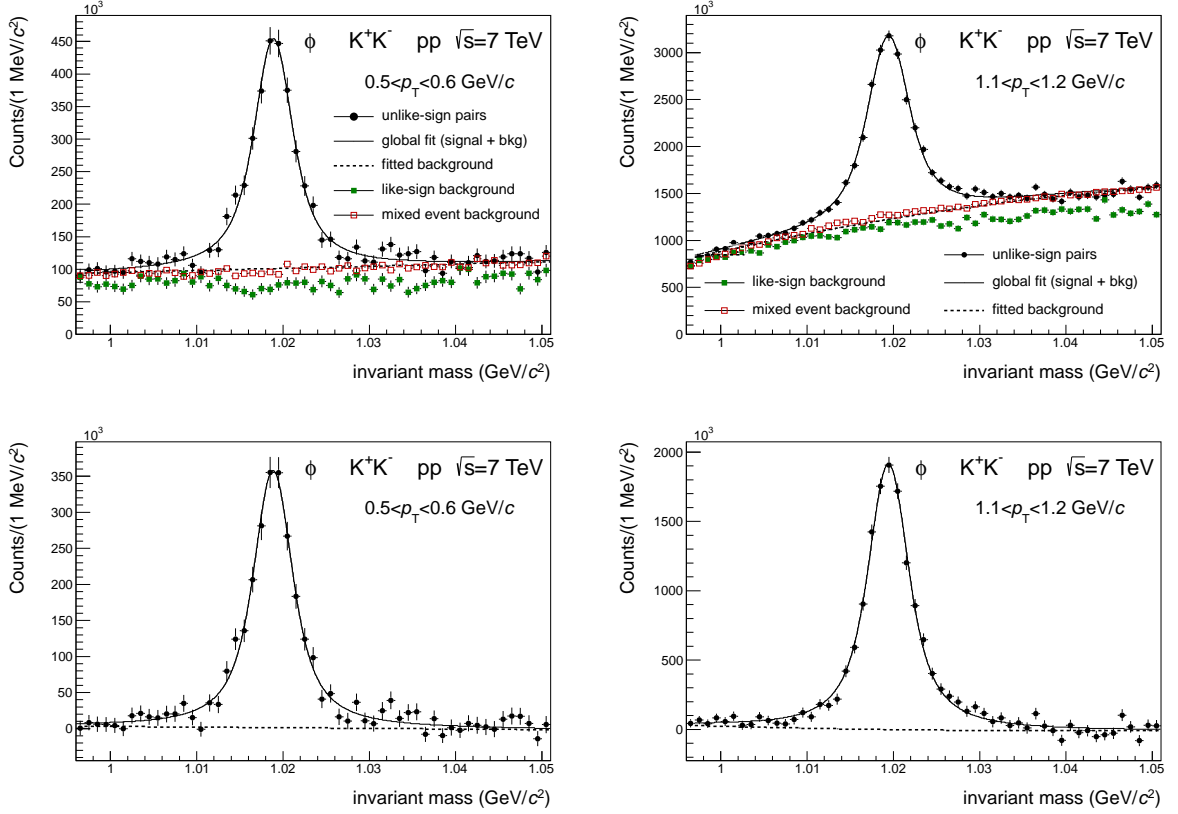 10³
φ K⁺K⁻ pp √s=7 TeV
0.5<p_T<0.6 GeV/c
unlike-sign pairs
global fit (signal + bkg)
fitted background
like-sign background
mixed event background
Counts/(1 MeV/c²)
450
400
350
300
250
200
150
100
50
0
1 1.01 1.02 1.03 1.04 1.05
invariant mass (GeV/c²)
10³
φ K⁺K⁻ pp √s=7 TeV
1.1<p_T<1.2 GeV/c
Counts/(1 MeV/c²)
3000
2500
2000
1500
1000
500
0
unlike-sign pairs
like-sign background global fit (signal + bkg)
mixed event background fitted background
1 1.01 1.02 1.03 1.04 1.05
invariant mass (GeV/c²)
10³
φ K⁺K⁻ pp √s=7 TeV
0.5<p_T<0.6 GeV/c
Counts/(1 MeV/c²)
350
300
250
200
150
100
50
0
1 1.01 1.02 1.03 1.04 1.05
invariant mass (GeV/c²)
10³
φ K⁺K⁻ pp √s=7 TeV
1.1<p_T<1.2 GeV/c
Counts/(1 MeV/c²)
2000
1800
1600
1400
1200
1000
800
600
400
200
0
1 1.01 1.02 1.03 1.04 1.05
invariant mass (GeV/c²)